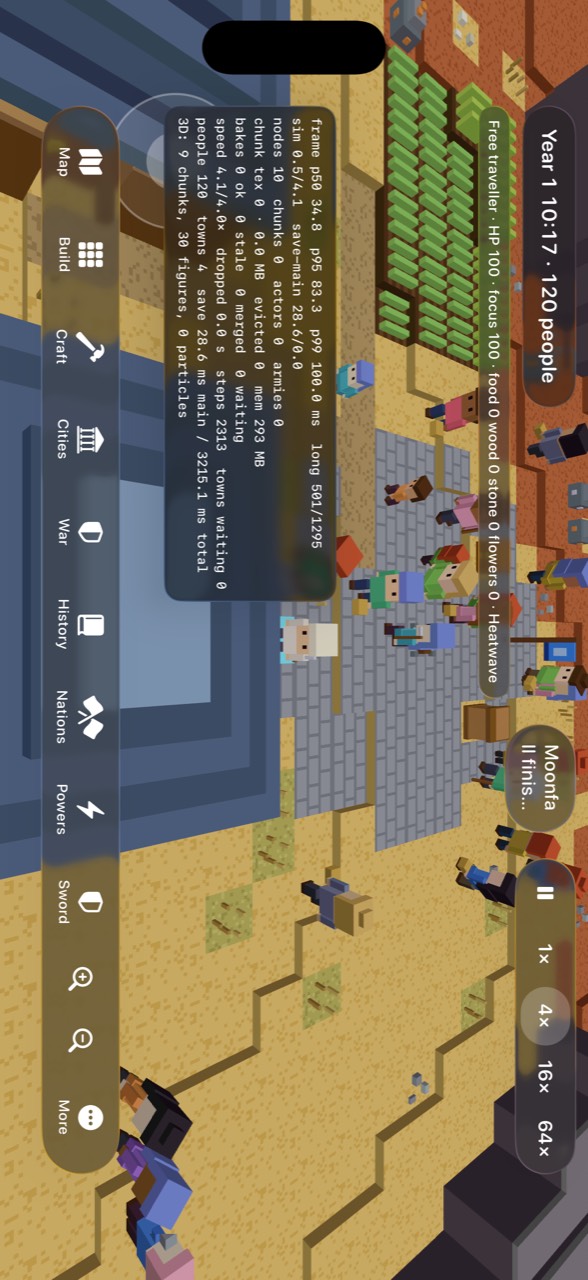 Year 1 10:17 · 120 people
Free traveller · HP 100 · focus 100 · food 0 wood 0 stone 0 flowers 0 · Heatwave
Moonfa
ll finis…
1×
4×
16×
64×
frame p50 34.8 p95 83.3 p99 100.0 ms long 501/1295
sim 0.5/4.1 save-main 28.6/0.0
nodes 10 chunks 0 actors 0 armies 0
chunk tex 0 · 0.0 MB evicted 0 mem 293 MB
bakes 0 ok 0 stale 0 merged 0 waiting
speed 4.1/4.0× dropped 0.0 s steps 2313 towns waiting 0
people 120 towns 4 save 28.6 ms main / 3215.1 ms total
3D: 9 chunks, 30 figures, 0 particles
Map
Build
Craft
Cities
War
History
Nations
Powers
Sword
More